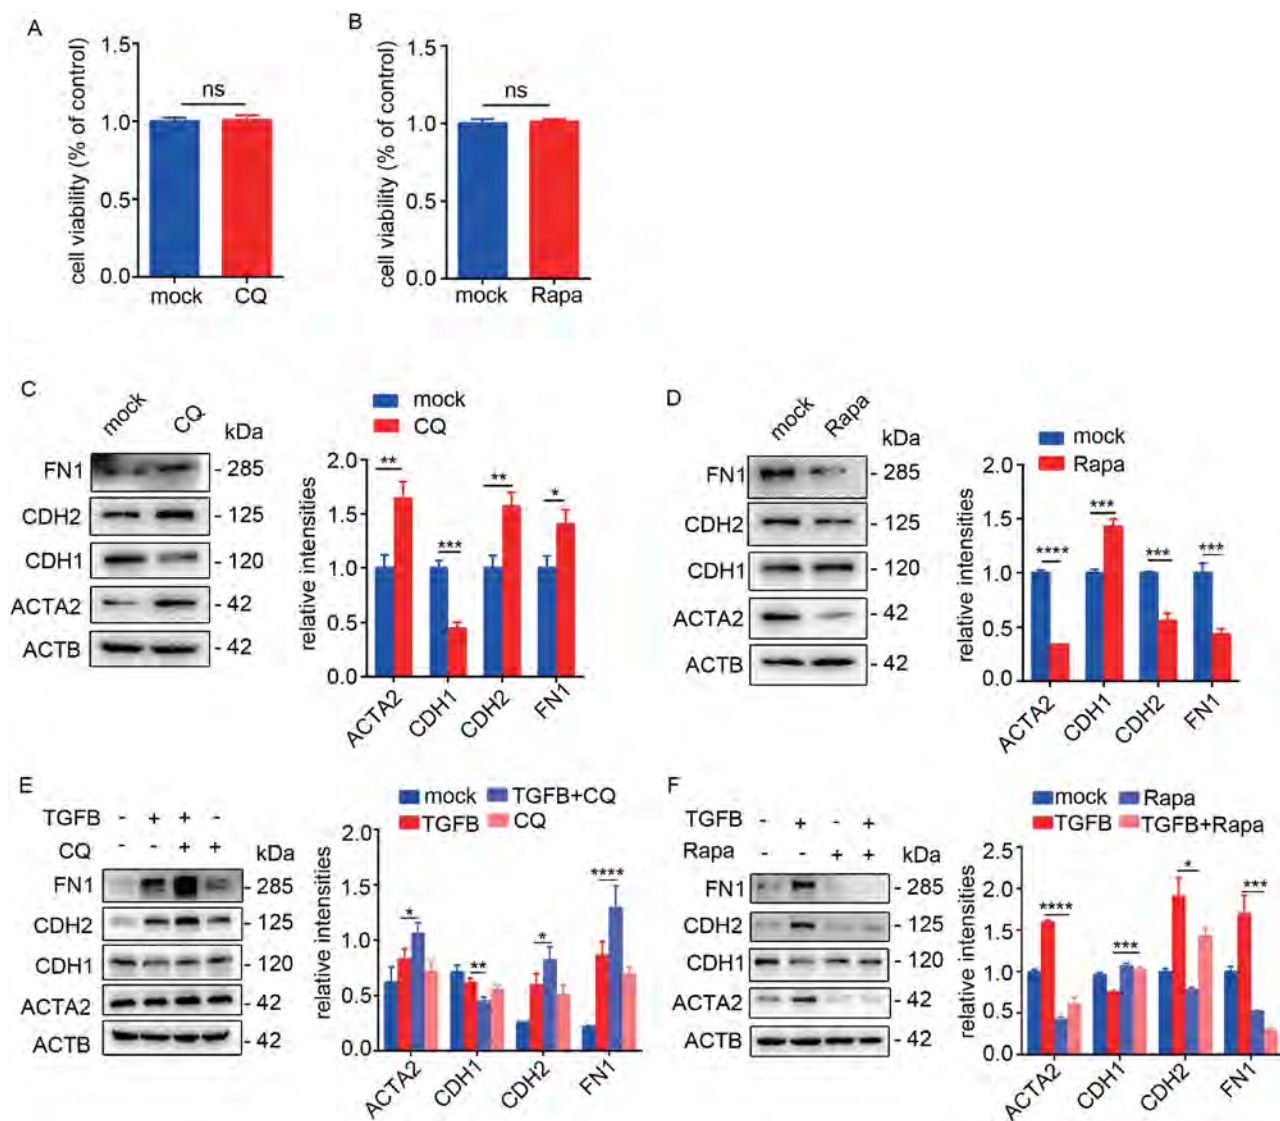 A
cell viability (% of control)
1.5
1.0
0.5
0.0
ns
mock CQ
B
cell viability (% of control)
1.5
1.0
0.5
0.0
ns
mock Rapa
C
mock CQ
kDa
FN1 - 285
CDH2 - 125
CDH1 - 120
ACTA2 - 42
ACTB - 42
mock
CQ
relative intensities
2.0
1.5
1.0
0.5
0.0
** *** ** *
ACTA2 CDH1 CDH2 FN1
D
mock Rapa
kDa
FN1 - 285
CDH2 - 125
CDH1 - 120
ACTA2 - 42
ACTB - 42
mock
Rapa
relative intensities
2.0
1.5
1.0
0.5
0.0
**** *** *** ***
ACTA2 CDH1 CDH2 FN1
E
TGFB - + + -
CQ - - + + kDa
FN1 - 285
CDH2 - 125
CDH1 - 120
ACTA2 - 42
ACTB - 42
mock TGFB+CQ
TGFB CQ
relative intensities
2.0
1.5
1.0
0.5
0.0
* ** * ****
ACTA2 CDH1 CDH2 FN1
F
TGFB - + - +
Rapa - - + + kDa
FN1 - 285
CDH2 - 125
CDH1 - 120
ACTA2 - 42
ACTB - 42
mock Rapa
TGFB TGFB+Rapa
relative intensities
2.5
2.0
1.5
1.0
0.5
0.0
**** *** * ***
ACTA2 CDH1 CDH2 FN1